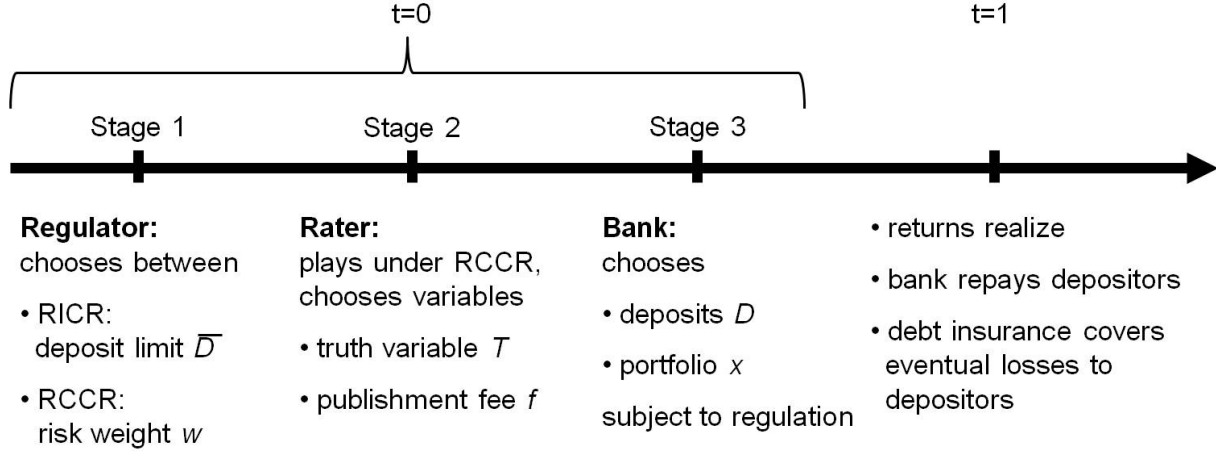 t=0
t=1
Stage 1
Stage 2
Stage 3
Regulator:
chooses between
• RICR:
deposit limit D̅
• RCCR:
risk weight w
Rater:
plays under RCCR,
chooses variables
• truth variable T
• publishment fee f
Bank:
chooses
• deposits D
• portfolio x
subject to regulation
• returns realize
• bank repays depositors
• debt insurance covers
eventual losses to
depositors